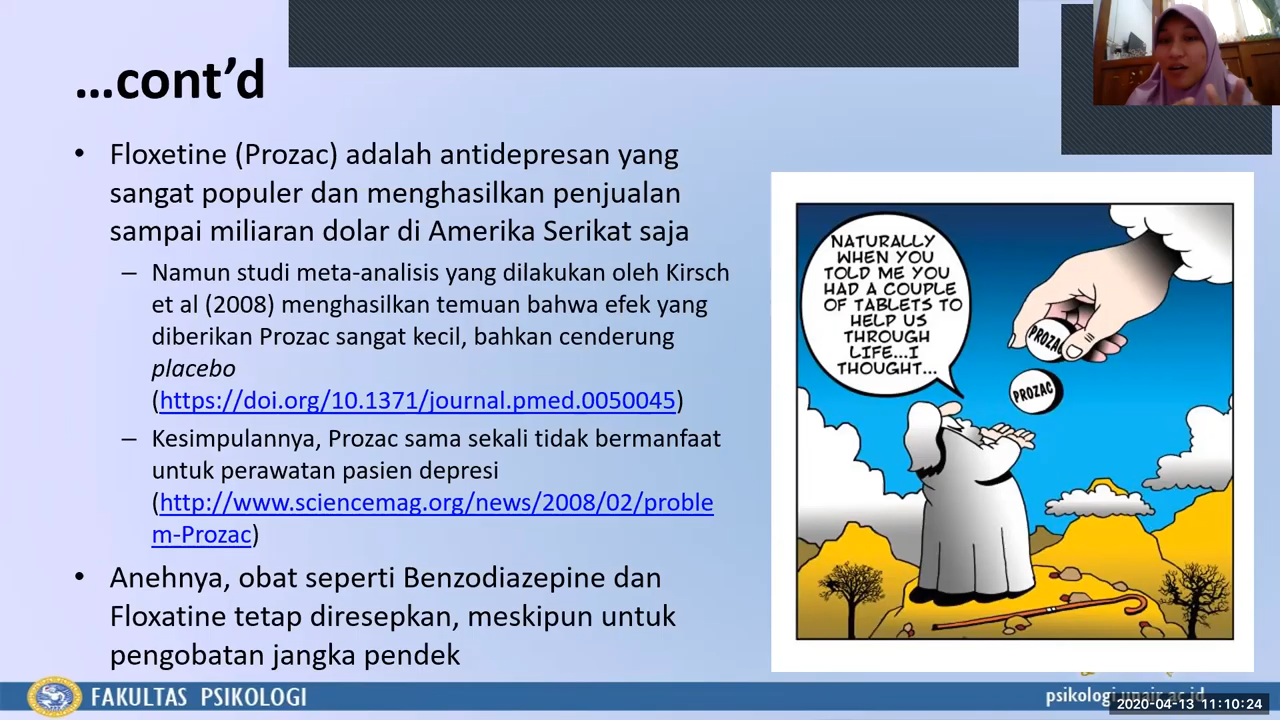 …cont’d
• Floxetine (Prozac) adalah antidepresan yang
sangat populer dan menghasilkan penjualan
sampai miliaran dolar di Amerika Serikat saja
– Namun studi meta-analisis yang dilakukan oleh Kirsch
et al (2008) menghasilkan temuan bahwa efek yang
diberikan Prozac sangat kecil, bahkan cenderung
placebo
(https://doi.org/10.1371/journal.pmed.0050045)
– Kesimpulannya, Prozac sama sekali tidak bermanfaat
untuk perawatan pasien depresi
(http://www.sciencemag.org/news/2008/02/proble
m-Prozac)
• Anehnya, obat seperti Benzodiazepine dan
Floxatine tetap diresepkan, meskipun untuk
pengobatan jangka pendek
NATURALLY
WHEN YOU
TOLD ME YOU
HAD A COUPLE
OF TABLETS TO
HELP US
THROUGH
LIFE...I
THOUGHT...
PROZAC
PROZAC
FAKULTAS PSIKOLOGI
psikologi.unair.ac.id
2020-04-13 11:10:24